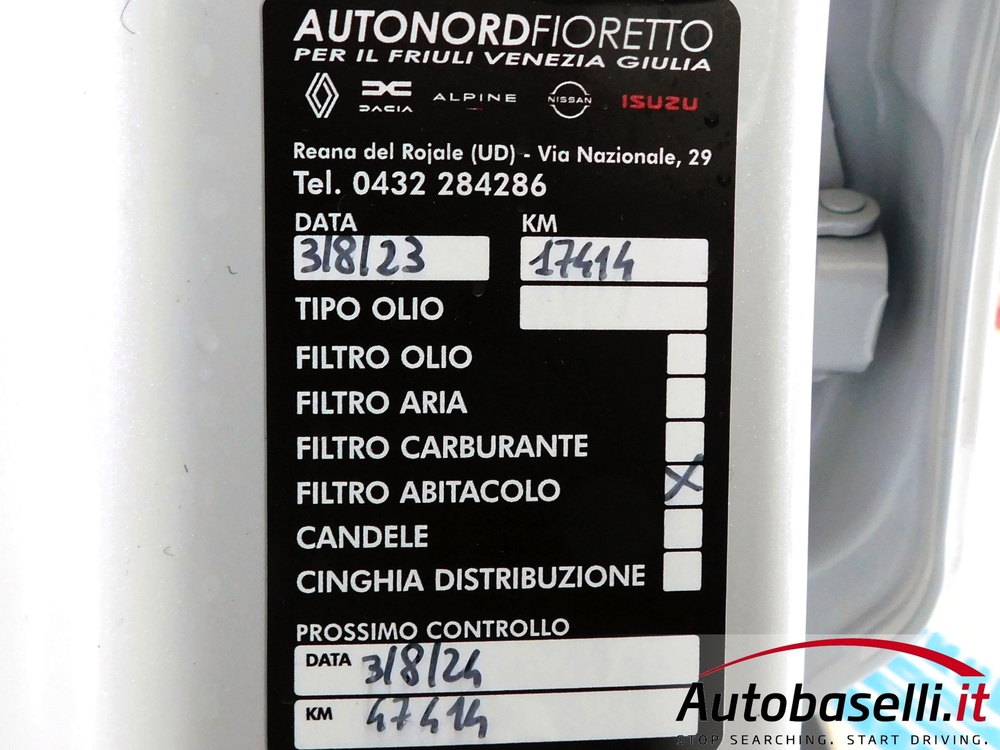 AUTONORDFIORETTO
PER IL FRIULI VENEZIA GIULIA
DACIA ALPINE NISSAN ISUZU
Reana del Rojale (UD) - Via Nazionale, 29
Tel. 0432 284286
DATA KM
3/8/23 17414
TIPO OLIO
FILTRO OLIO
FILTRO ARIA
FILTRO CARBURANTE
FILTRO ABITACOLO X
CANDELE
CINGHIA DISTRIBUZIONE
PROSSIMO CONTROLLO
DATA 3/8/24
KM 47414
Autobaselli.it
STOP SEARCHING. START DRIVING.